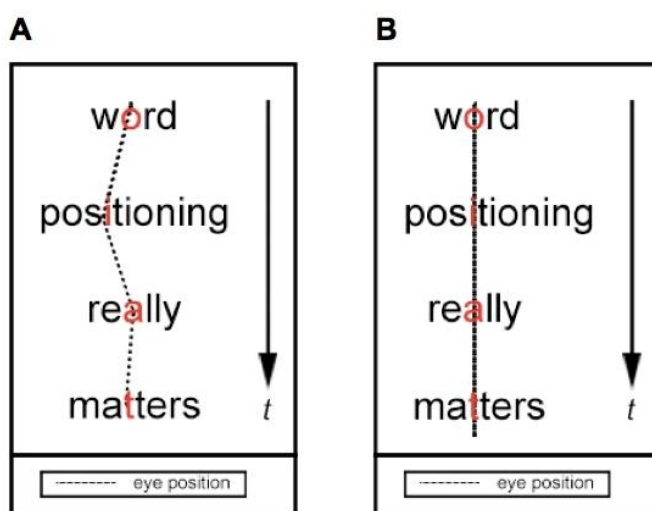 A
word
positioning
really
matters
t
eye position
B
word
positioning
really
matters
t
eye position